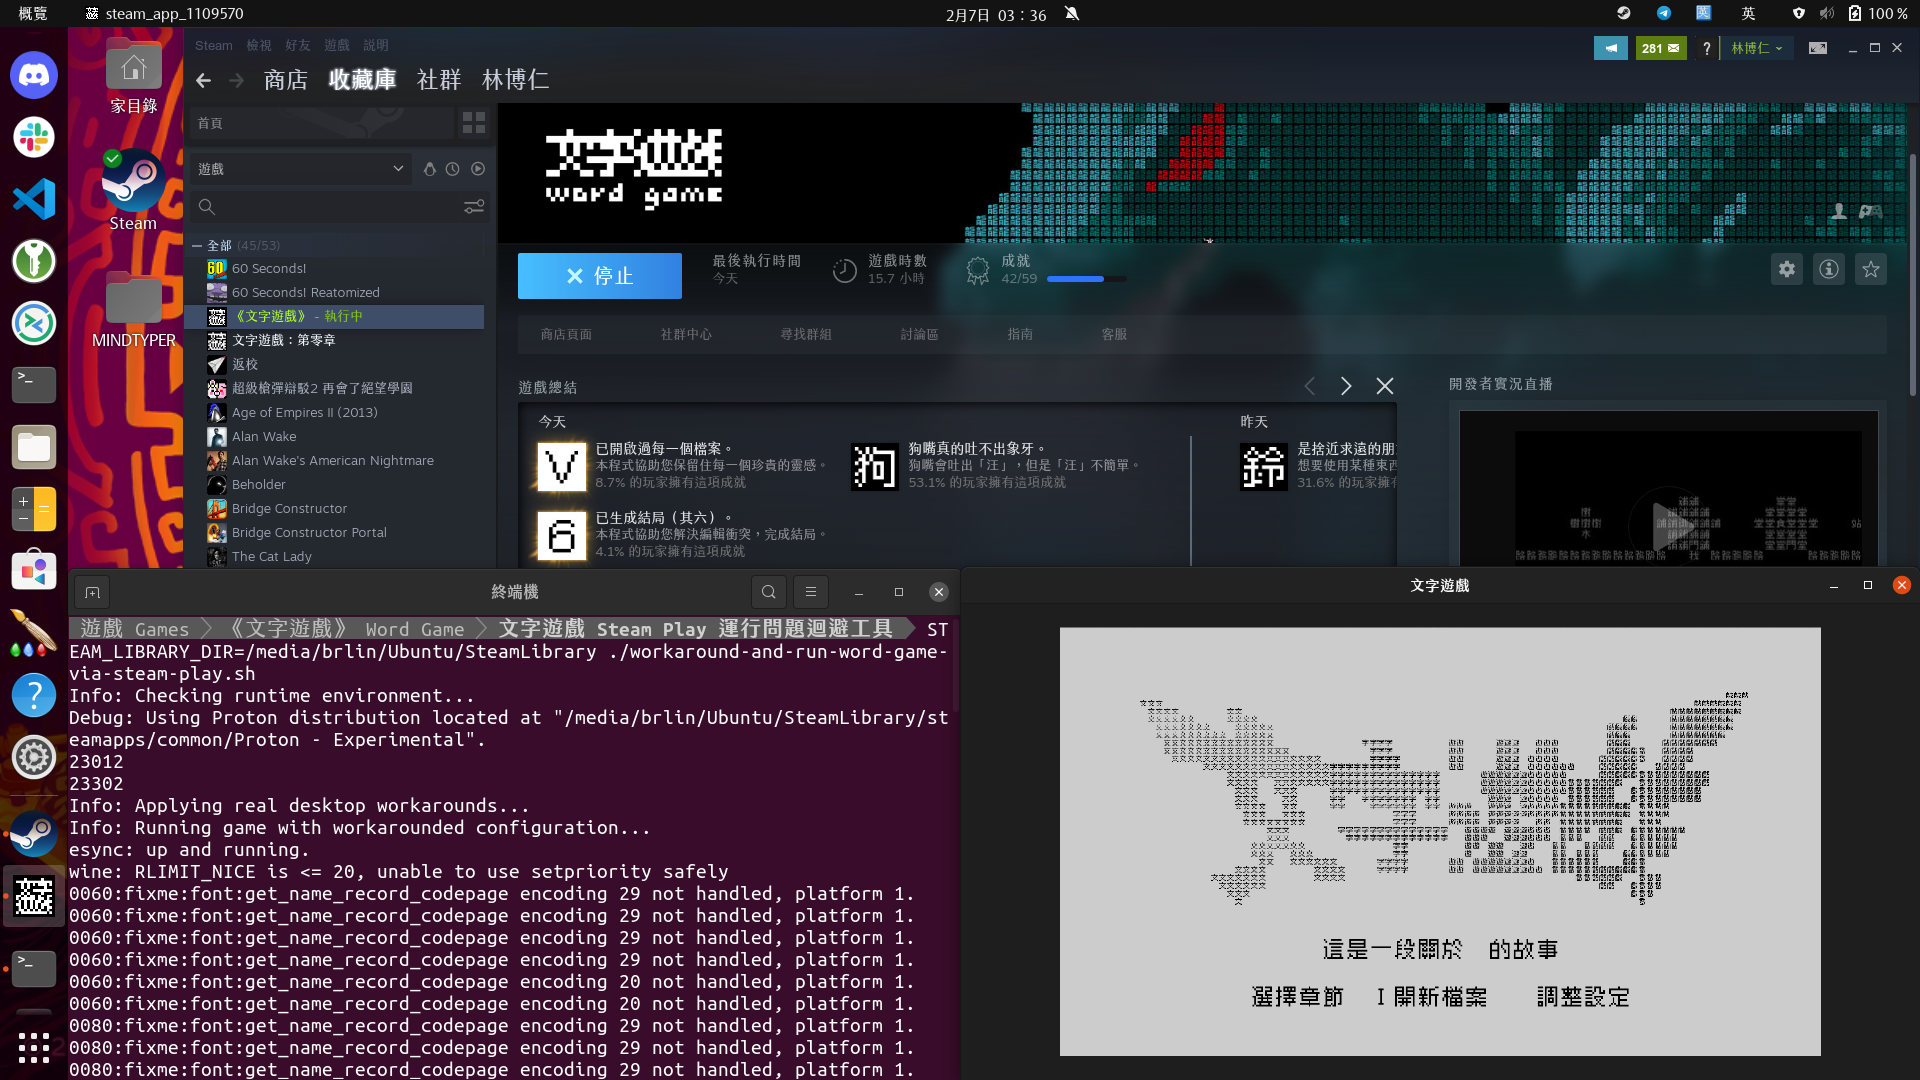 概覽
steam_app_1109570
2月7日 03：36
英
英
100 %
家目錄
Steam
MINDTYPER
Steam 檢視 好友 遊戲 説明
281
?
林博仁
商店 收藏庫 社群 林博仁
首頁
遊戲
全部 (45/53)
60 Seconds!
60 Seconds! Reatomized
《文字遊戲》 - 執行中
文字遊戲：第零章
返校
超級槍彈辯駁2 再會了絕望學園
Age of Empires II (2013)
Alan Wake
Alan Wake's American Nightmare
Beholder
Bridge Constructor
Bridge Constructor Portal
The Cat Lady
文字遊戲
word game
停止
最後執行時間
今天
遊戲時數
15.7 小時
成就
42/59
商店頁面 社群中心 尋找群組 討論區 指南 客服
遊戲總結
今天
V
已開啟過每一個檔案。
本程式協助您保留住每一個珍貴的靈感。
8.7% 的玩家擁有這項成就
狗
狗嘴真的吐不出象牙。
狗嘴會吐出「汪」，但是「汪」不簡單。
53.1% 的玩家擁有這項成就
6
已生成結局（其六）。
本程式協助您解決編輯衝突，完成結局。
4.1% 的玩家擁有這項成就
昨天
鈴
是捨近求遠的朋
想要使用某種東西
31.6% 的玩家擁有
開發者實況直播
終端機
遊戲 Games 《文字遊戲》 Word Game 文字遊戲 Steam Play 運行問題迴避工具 ST
EAM_LIBRARY_DIR=/media/brlin/Ubuntu/SteamLibrary ./workaround-and-run-word-game-
via-steam-play.sh
Info: Checking runtime environment...
Debug: Using Proton distribution located at "/media/brlin/Ubuntu/SteamLibrary/st
eamapps/common/Proton - Experimental".
23012
23302
Info: Applying real desktop workarounds...
Info: Running game with workarounded configuration...
esync: up and running.
wine: RLIMIT_NICE is <= 20, unable to use setpriority safely
0060:fixme:font:get_name_record_codepage encoding 29 not handled, platform 1.
0060:fixme:font:get_name_record_codepage encoding 29 not handled, platform 1.
0060:fixme:font:get_name_record_codepage encoding 29 not handled, platform 1.
0060:fixme:font:get_name_record_codepage encoding 29 not handled, platform 1.
0060:fixme:font:get_name_record_codepage encoding 20 not handled, platform 1.
0060:fixme:font:get_name_record_codepage encoding 20 not handled, platform 1.
0080:fixme:font:get_name_record_codepage encoding 29 not handled, platform 1.
0080:fixme:font:get_name_record_codepage encoding 29 not handled, platform 1.
0080:fixme:font:get_name_record_codepage encoding 29 not handled, platform 1.
文字遊戲
文字遊戲
這是一段關於 的故事
選擇章節 I開新檔案 調整設定